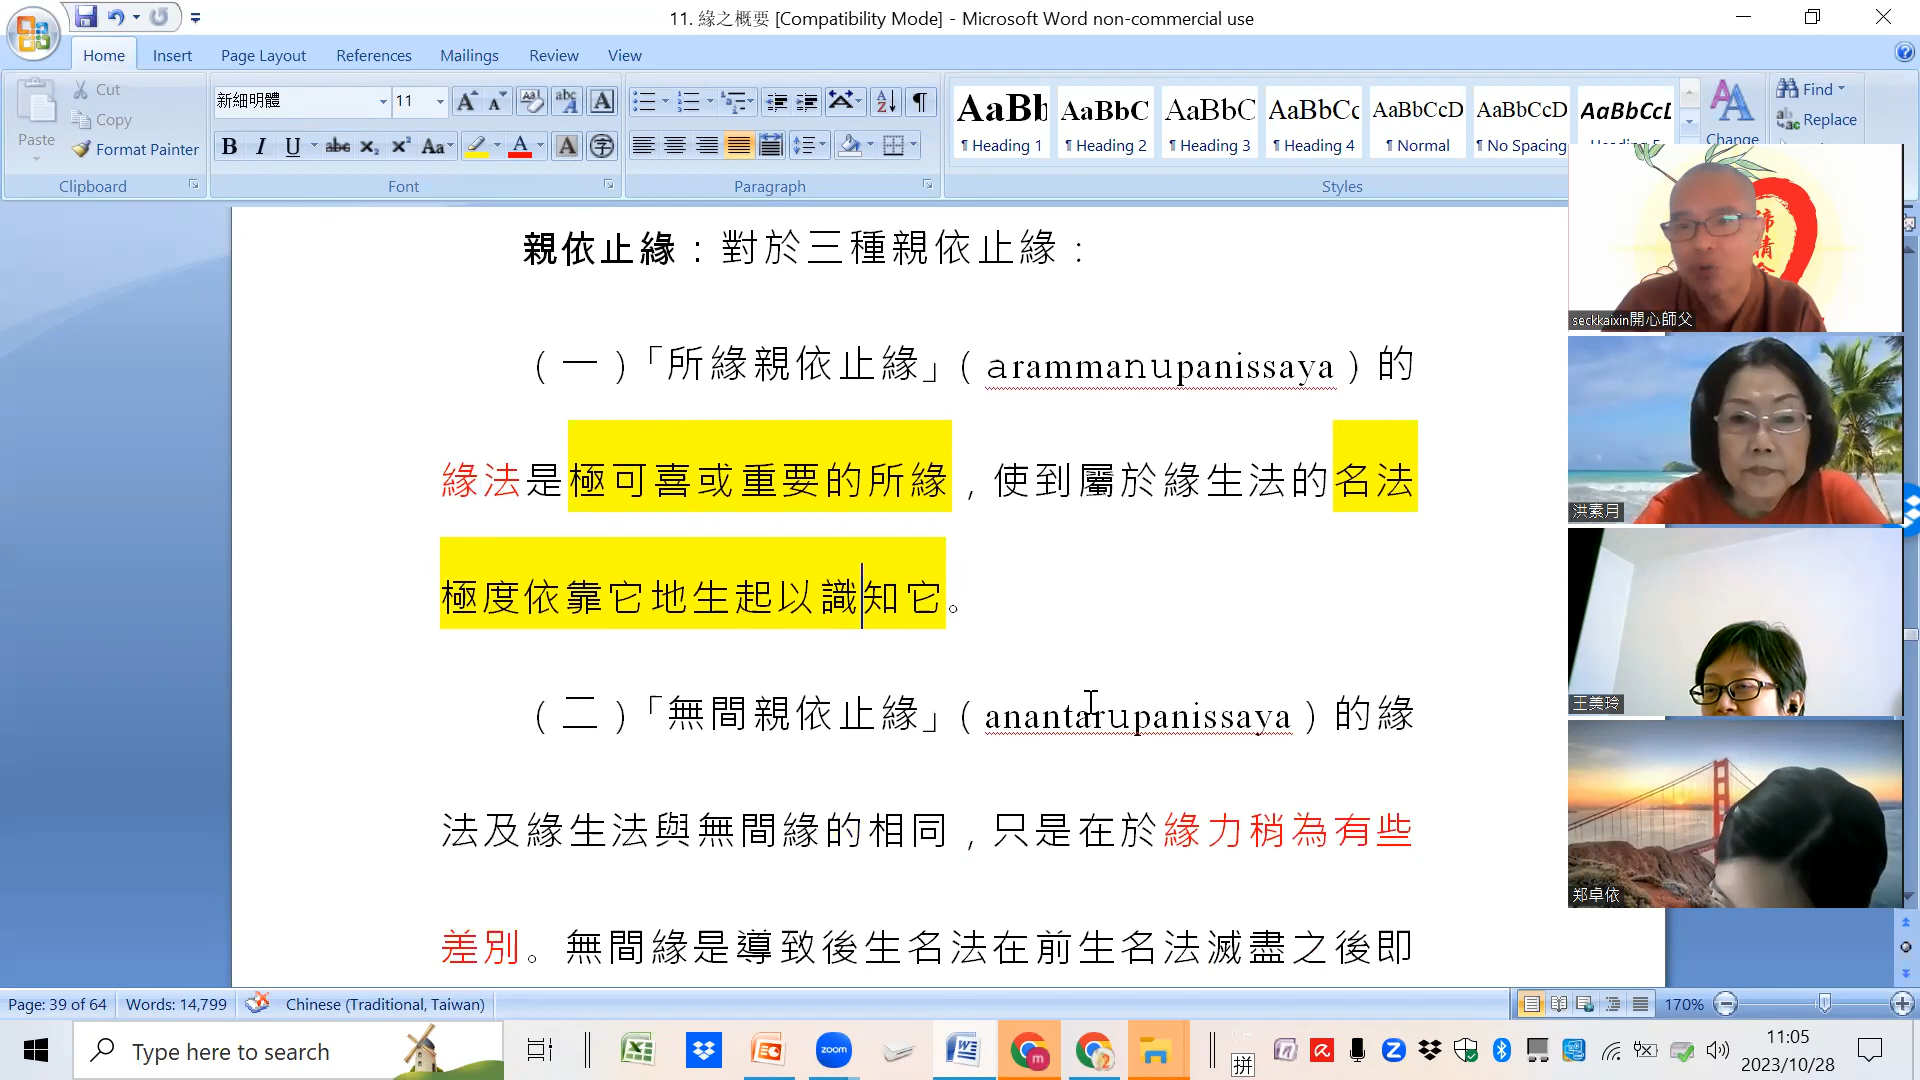 11. 緣之概要 [Compatibility Mode] - Microsoft Word non-commercial use
Home Insert Page Layout References Mailings Review View
Paste
Cut
Copy
Format Painter
Clipboard
新細明體 11
Font
Paragraph
AaBb AaBbC AaBbC AaBbCc AaBbCcD AaBbCcD AaBbCcD
¶ Heading 1 ¶ Heading 2 ¶ Heading 3 ¶ Heading 4 ¶ Normal ¶ No Spacing
Styles
Change
Find
Replace
親依止緣：對於三種親依止緣：
（一）「所緣親依止緣」（arammanupanissaya）的
緣法是極可喜或重要的所緣，使到屬於緣生法的名法
極度依靠它地生起以識知它。
（二）「無間親依止緣」（anantarupanissaya）的緣
法及緣生法與無間緣的相同，只是在於緣力稍為有些
差別。無間緣是導致後生名法在前生名法滅盡之後即
seckkaixin開心師父
洪素月
王美玲
郑卓依
Page: 39 of 64 Words: 14,799 Chinese (Traditional, Taiwan) 170%
Type here to search
zoom
拼
11:05
2023/10/28